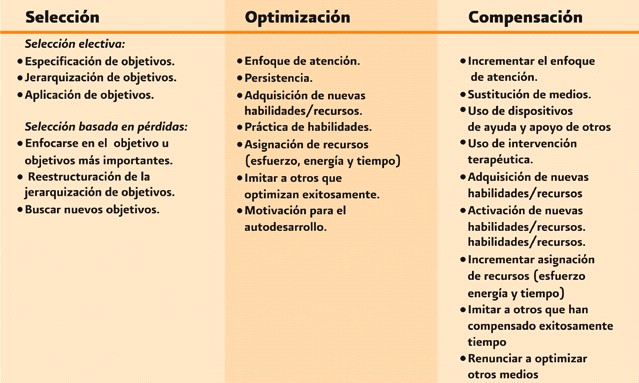 Selección
Selección electiva:
• Especificación de objetivos.
• Jerarquización de objetivos.
• Aplicación de objetivos.
Selección basada en pérdidas:
• Enfocarse en el objetivo u
objetivos más importantes.
• Reestructuración de la
jerarquización de objetivos.
• Buscar nuevos objetivos.
Optimización
• Enfoque de atención.
• Persistencia.
• Adquisición de nuevas
habilidades/recursos.
• Práctica de habilidades.
• Asignación de recursos
(esfuerzo, energía y tiempo)
• Imitar a otros que
optimizan exitosamente.
• Motivación para el
autodesarrollo.
Compensación
• Incrementar el enfoque
de atención.
• Sustitución de medios.
• Uso de dispositivos
de ayuda y apoyo de otros
• Uso de intervención
terapéutica.
• Adquisición de nuevas
habilidades/recursos
• Activación de nuevas
habilidades/recursos.
habilidades/recursos.
• Incrementar asignación
de recursos (esfuerzo
energía y tiempo)
• Imitar a otros que han
compensado exitosamente
tiempo
• Renunciar a optimizar
otros medios